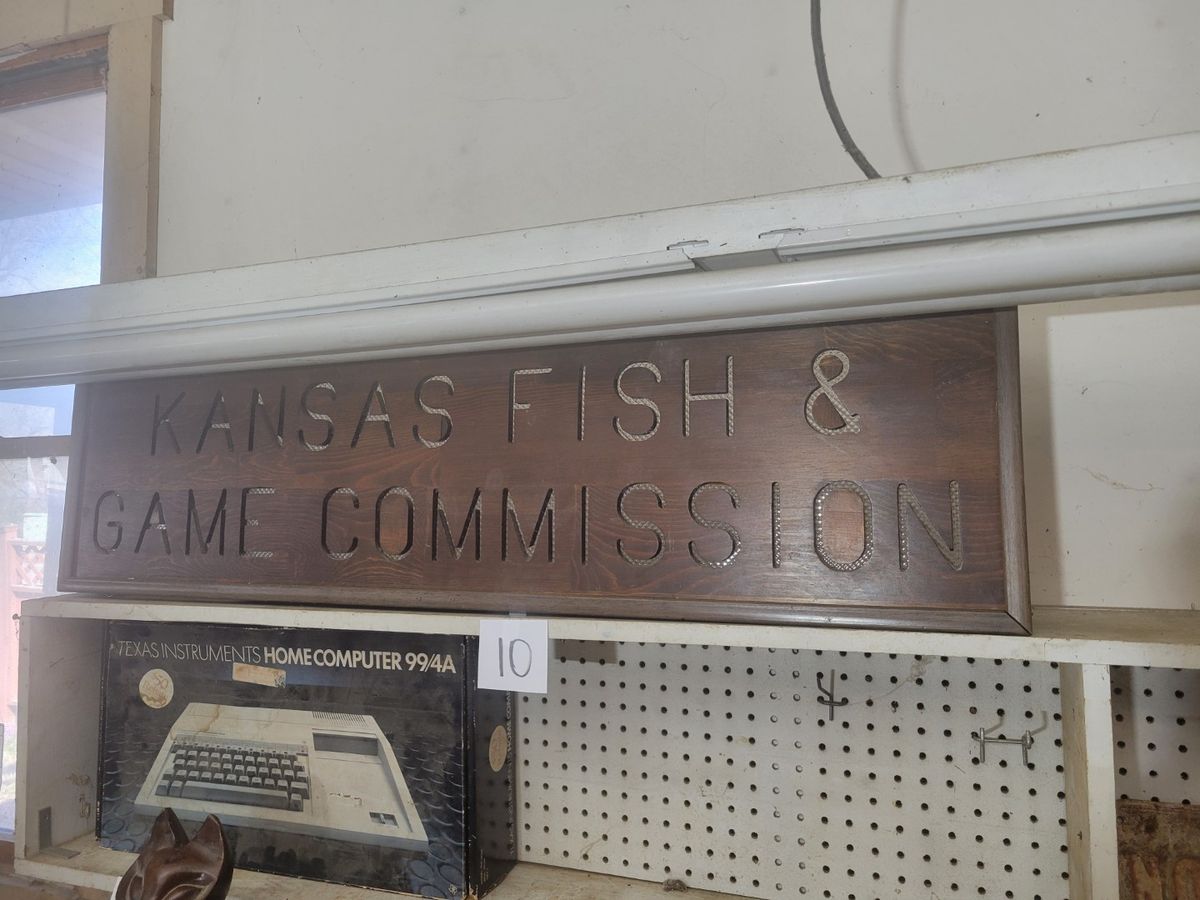 KANSAS FISH &
GAME COMMISSION
10
TEXAS INSTRUMENTS HOME COMPUTER 99/4A